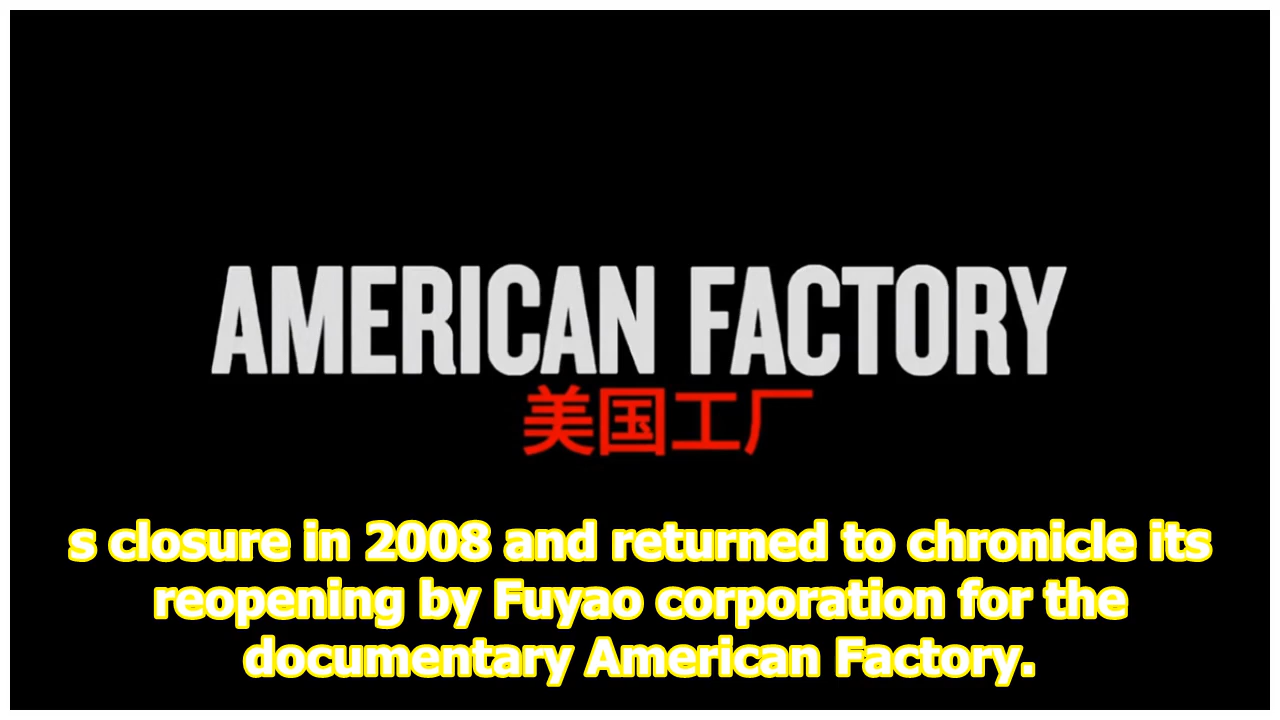 AMERICAN FACTORY
美国工厂
s closure in 2008 and returned to chronicle its
reopening by Fuyao corporation for the
documentary American Factory.